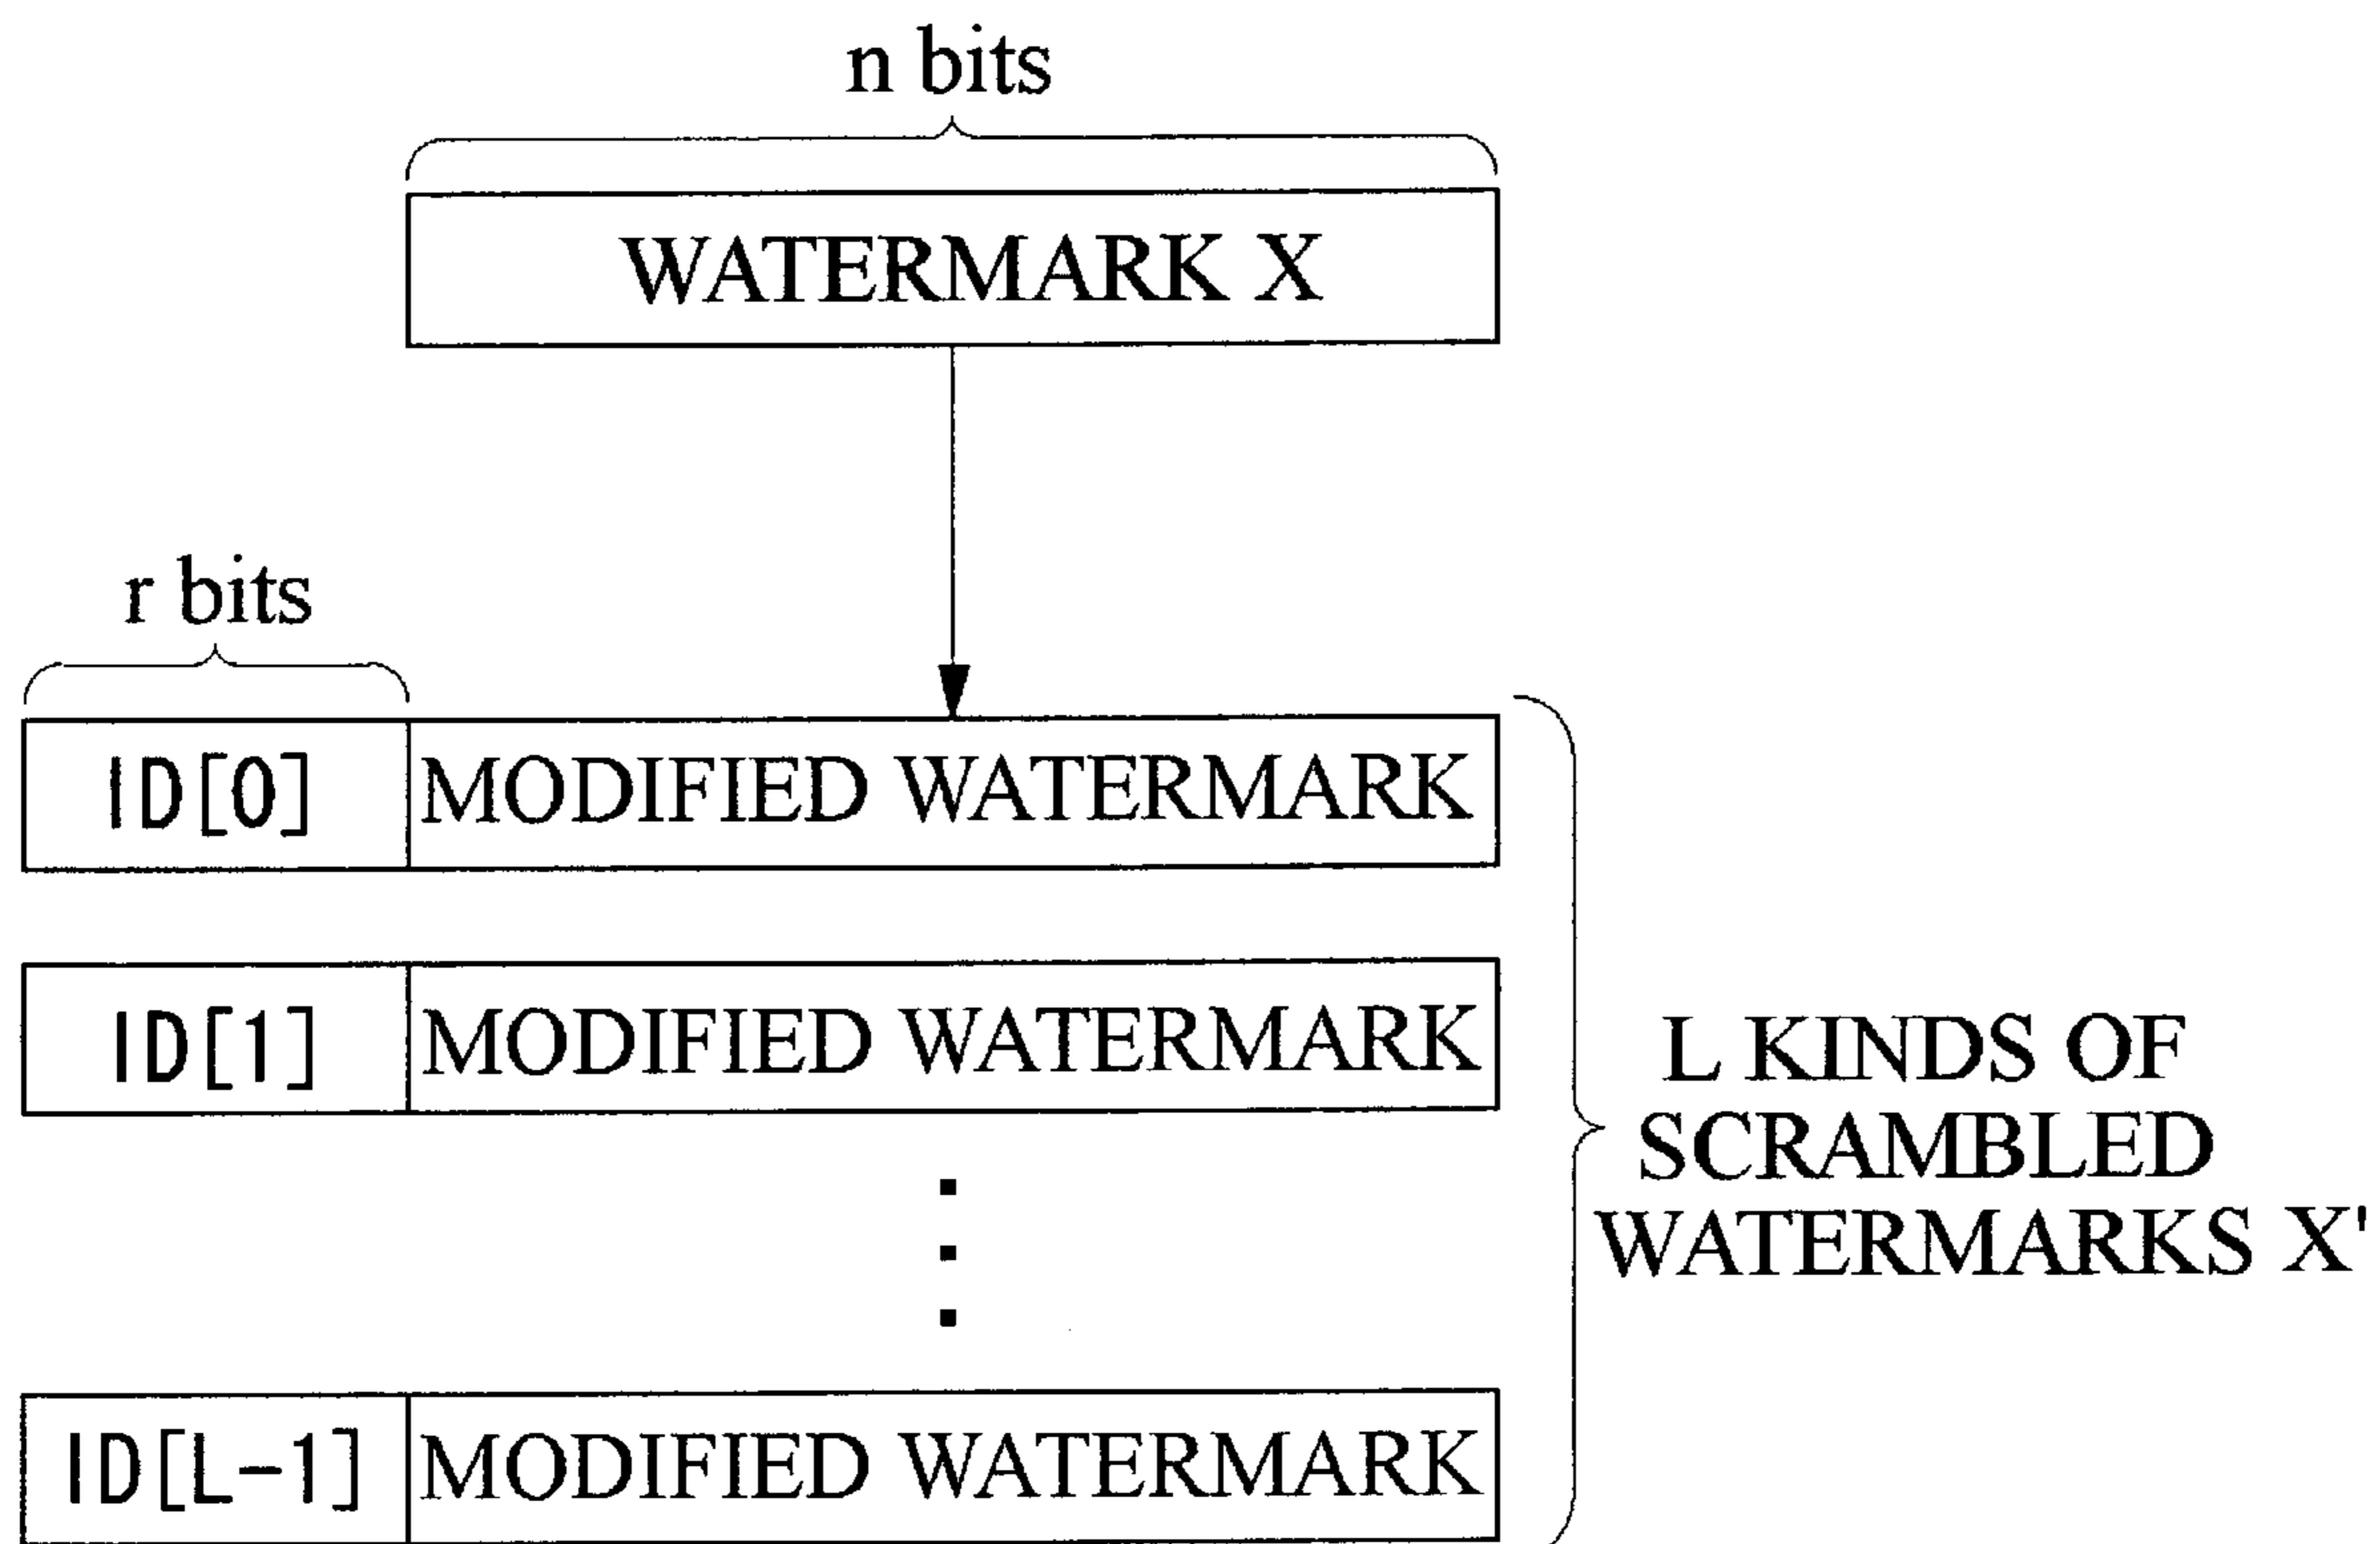 n bits
WATERMARK X
r bits
ID[0] MODIFIED WATERMARK
ID[1] MODIFIED WATERMARK
ID[L-1] MODIFIED WATERMARK
L KINDS OF
SCRAMBLED
WATERMARKS X'